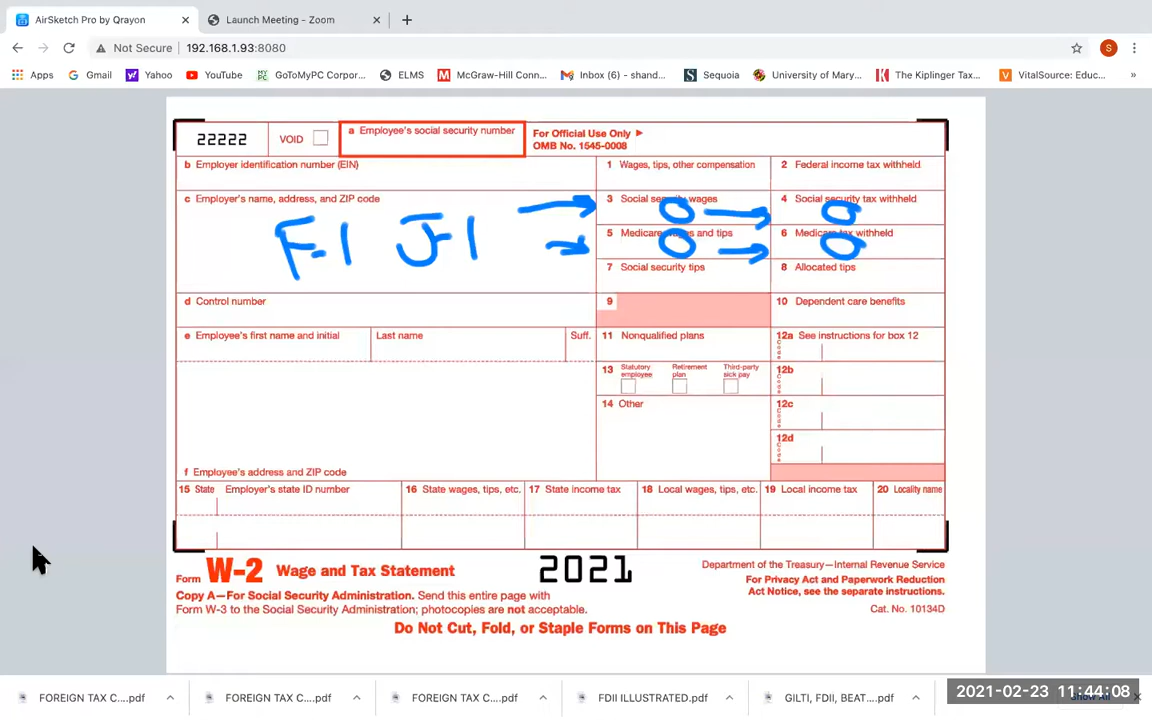 AirSketch Pro by Qrayon
Launch Meeting - Zoom
Not Secure | 192.168.1.93:8080
S
Apps Gmail Yahoo YouTube GoToMyPC Corpor... ELMS McGraw-Hill Conn... Inbox (6) - shand... Sequoia University of Mary... The Kiplinger Tax... VitalSource: Educ... »
22222 VOID a Employee's social security number For Official Use Only ▶
OMB No. 1545-0008
b Employer identification number (EIN) 1 Wages, tips, other compensation 2 Federal income tax withheld
c Employer's name, address, and ZIP code 3 Social security wages 4 Social security tax withheld
F-1 J-1 0 0
5 Medicare wages and tips 6 Medicare tax withheld
0 0
7 Social security tips 8 Allocated tips
d Control number 9 10 Dependent care benefits
e Employee's first name and initial Last name Suff. 11 Nonqualified plans 12a See instructions for box 12
Code
13 Statutory employee Retirement plan Third-party sick pay 12b
Code
14 Other 12c
Code
12d
Code
f Employee's address and ZIP code
15 State Employer's state ID number 16 State wages, tips, etc. 17 State income tax 18 Local wages, tips, etc. 19 Local income tax 20 Locality name
Form W-2 Wage and Tax Statement 2021 Department of the Treasury—Internal Revenue Service
For Privacy Act and Paperwork Reduction
Act Notice, see the separate instructions.
Copy A—For Social Security Administration. Send this entire page with
Form W-3 to the Social Security Administration; photocopies are not acceptable.
Cat. No. 10134D
Do Not Cut, Fold, or Staple Forms on This Page
FOREIGN TAX C....pdf FOREIGN TAX C....pdf FOREIGN TAX C....pdf FDII ILLUSTRATED.pdf GILTI, FDII, BEAT....pdf Show All
2021-02-23 11:44:08